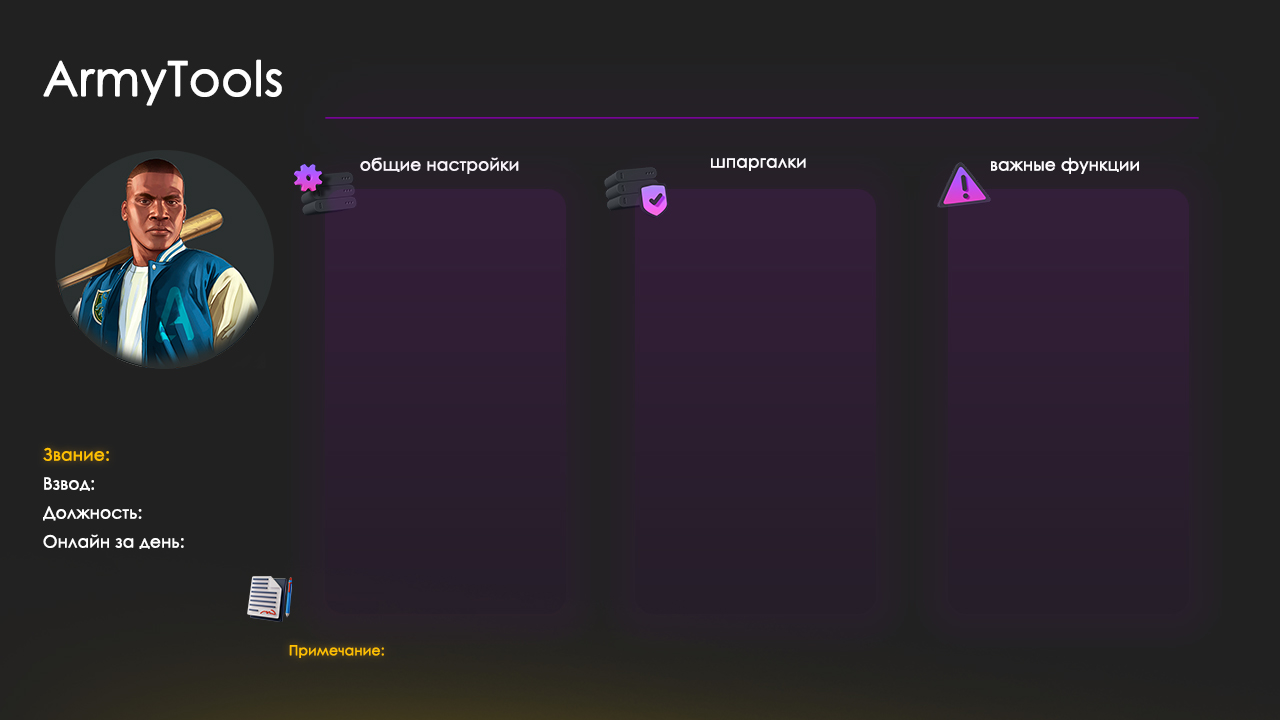 ArmyTools
общие настройки
шпаргалки
важные функции
Звание:
Взвод:
Должность:
Онлайн за день:
Примечание: